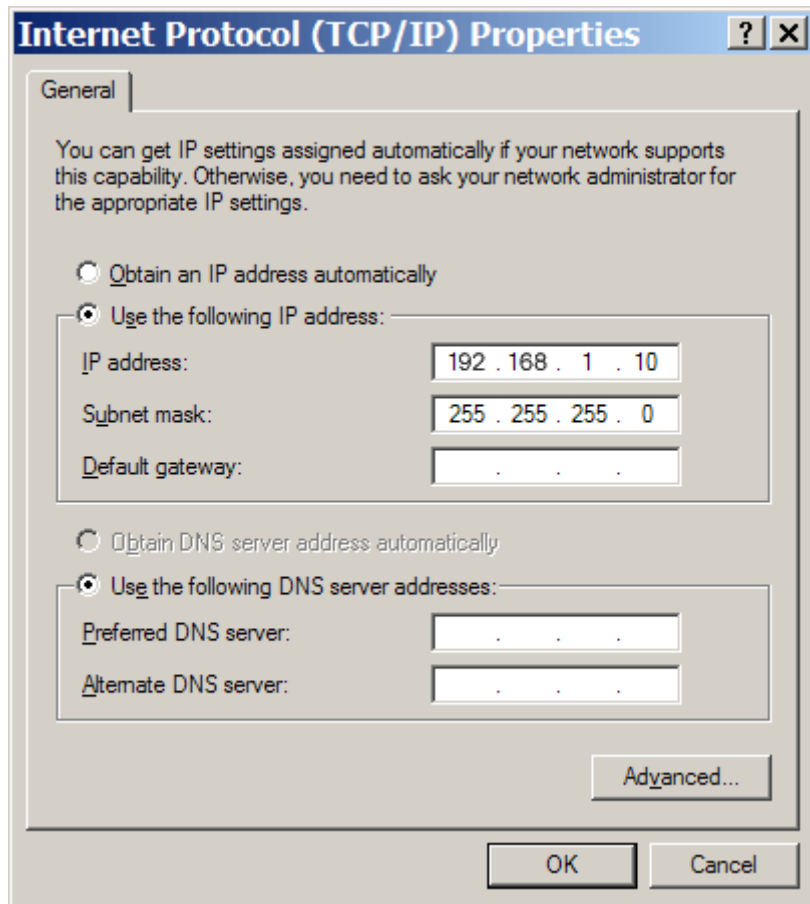 Internet Protocol (TCP/IP) Properties ? X
General
You can get IP settings assigned automatically if your network supports
this capability. Otherwise, you need to ask your network administrator for
the appropriate IP settings.
Obtain an IP address automatically
Use the following IP address:
IP address: 192 . 168 . 1 . 10
Subnet mask: 255 . 255 . 255 . 0
Default gateway: . . .
Obtain DNS server address automatically
Use the following DNS server addresses:
Preferred DNS server: . . .
Alternate DNS server: . . .
Advanced...
OK Cancel